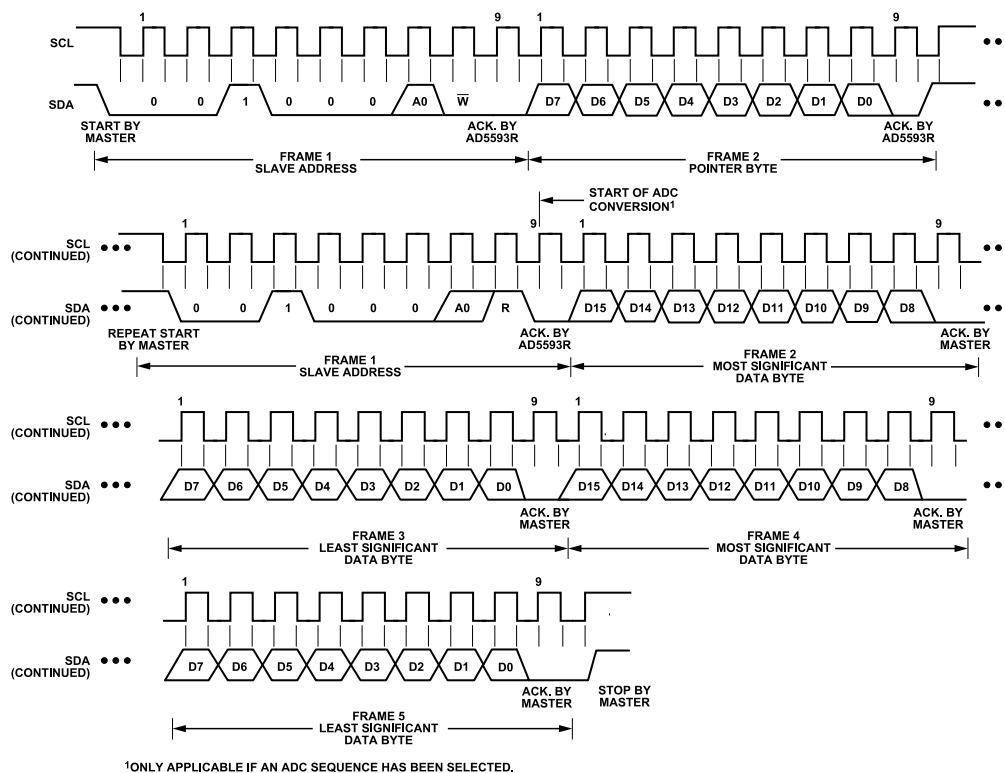 1 9 1 9
SCL
SDA 0 0 1 0 0 0 A0 W̅ D7 D6 D5 D4 D3 D2 D1 D0
START BY
MASTER
ACK. BY
AD5593R
ACK. BY
AD5593R
FRAME 1
SLAVE ADDRESS
FRAME 2
POINTER BYTE
START OF ADC
CONVERSION¹
1 9 1 9
SCL
(CONTINUED)
SDA
(CONTINUED)
0 0 1 0 0 0 A0 R D15 D14 D13 D12 D11 D10 D9 D8
REPEAT START
BY MASTER
ACK. BY
AD5593R
ACK. BY
MASTER
FRAME 1
SLAVE ADDRESS
FRAME 2
MOST SIGNIFICANT
DATA BYTE
1 9 1 9
SCL
(CONTINUED)
SDA
(CONTINUED)
D7 D6 D5 D4 D3 D2 D1 D0 D15 D14 D13 D12 D11 D10 D9 D8
ACK. BY
MASTER
ACK. BY
MASTER
FRAME 3
LEAST SIGNIFICANT
DATA BYTE
FRAME 4
MOST SIGNIFICANT
DATA BYTE
1 9
SCL
(CONTINUED)
SDA
(CONTINUED)
D7 D6 D5 D4 D3 D2 D1 D0
ACK. BY
MASTER
STOP BY
MASTER
FRAME 5
LEAST SIGNIFICANT
DATA BYTE
¹ONLY APPLICABLE IF AN ADC SEQUENCE HAS BEEN SELECTED.